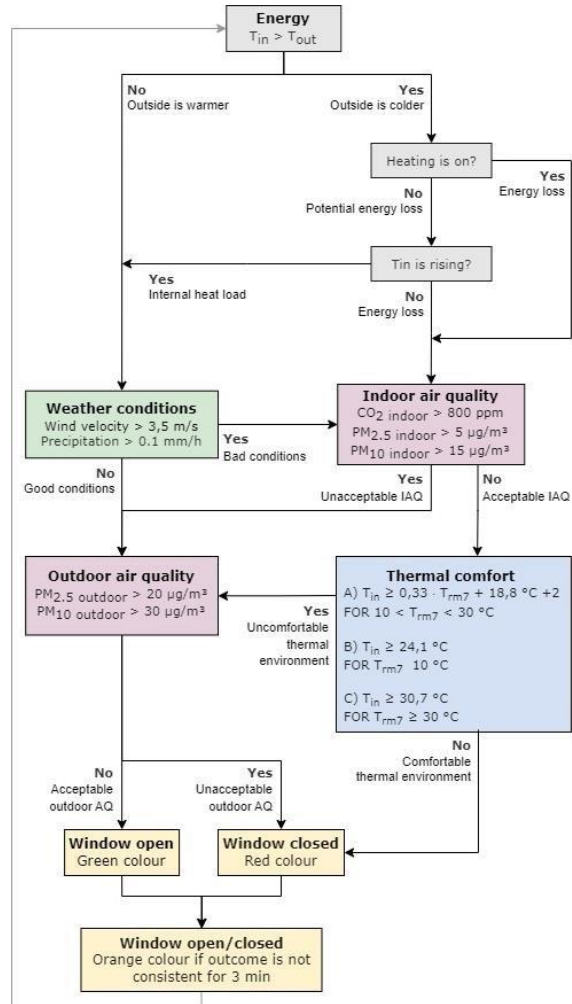 Energy
Tin > Tout
No
Outside is warmer
Yes
Outside is colder
Heating is on?
Yes
Energy loss
No
Potential energy loss
Tin is rising?
Yes
Internal heat load
No
Energy loss
Weather conditions
Wind velocity > 3,5 m/s
Precipitation > 0.1 mm/h
Yes
Bad conditions
Indoor air quality
CO2 indoor > 800 ppm
PM2.5 indoor > 5 µg/m³
PM10 indoor > 15 µg/m³
No
Good conditions
Yes
Unacceptable IAQ
No
Acceptable IAQ
Outdoor air quality
PM2.5 outdoor > 20 µg/m³
PM10 outdoor > 30 µg/m³
Yes
Uncomfortable
thermal
environment
Thermal comfort
A) Tin ≥ 0,33 · Trm7 + 18,8 °C +2
FOR 10 < Trm7 < 30 °C
B) Tin ≥ 24,1 °C
FOR Trm7 10 °C
C) Tin ≥ 30,7 °C
FOR Trm7 ≥ 30 °C
No
Acceptable
outdoor AQ
Yes
Unacceptable
outdoor AQ
No
Comfortable
thermal environment
Window open
Green colour
Window closed
Red colour
Window open/closed
Orange colour if outcome is not
consistent for 3 min